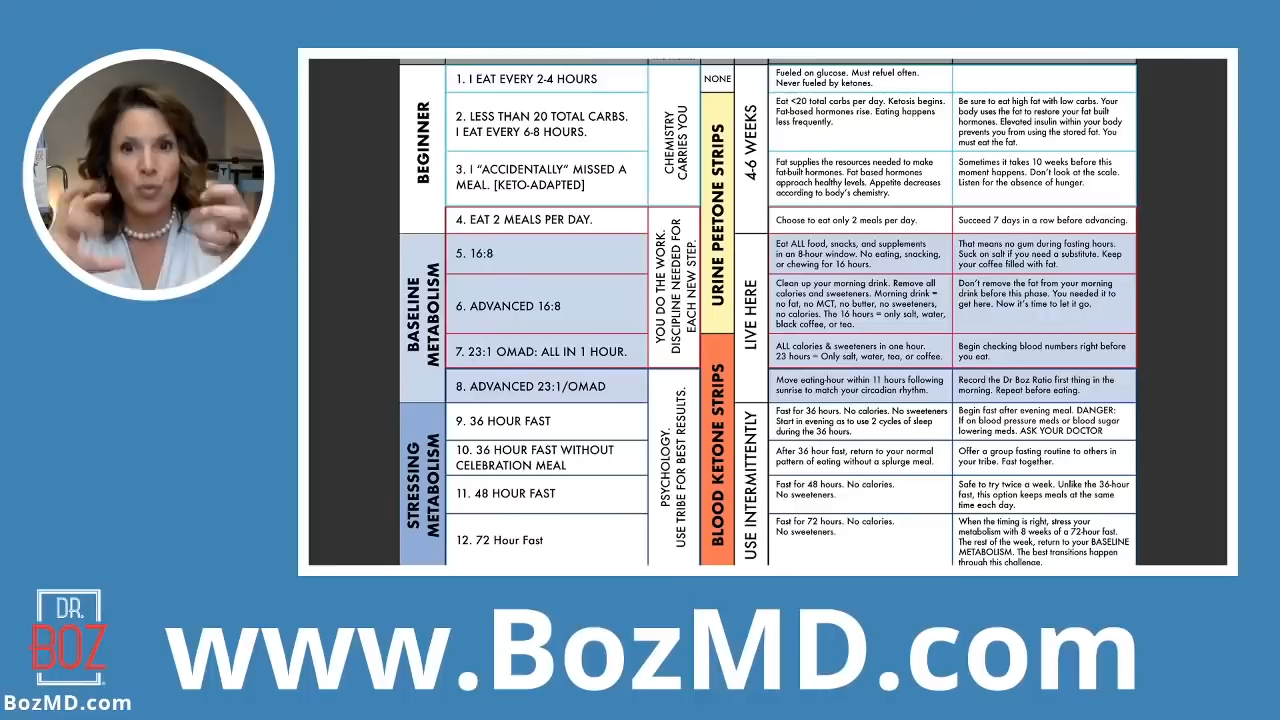 BEGINNER
1. I EAT EVERY 2-4 HOURS
2. LESS THAN 20 TOTAL CARBS.
I EAT EVERY 6-8 HOURS.
3. I “ACCIDENTALLY” MISSED A
MEAL. [KETO-ADAPTED]
4. EAT 2 MEALS PER DAY.
BASELINE
METABOLISM
5. 16:8
6. ADVANCED 16:8
7. 23:1 OMAD: ALL IN 1 HOUR.
8. ADVANCED 23:1/OMAD
STRESSING
METABOLISM
9. 36 HOUR FAST
10. 36 HOUR FAST WITHOUT
CELEBRATION MEAL
11. 48 HOUR FAST
12. 72 Hour Fast
CHEMISTRY
CARRIES YOU
YOU DO THE WORK.
DISCIPLINE NEEDED FOR
EACH NEW STEP.
PSYCHOLOGY.
USE TRIBE FOR BEST RESULTS.
NONE
URINE PEETONE STRIPS
BLOOD KETONE STRIPS
4-6 WEEKS
LIVE HERE
USE INTERMITTENTLY
Fueled on glucose. Must refuel often.
Never fueled by ketones.
Eat <20 total carbs per day. Ketosis begins.
Fat-based hormones rise. Eating happens
less frequently.
Be sure to eat high fat with low carbs. Your
body uses the fat to restore your fat built
hormones. Elevated insulin within your body
prevents you from using the stored fat. You
must eat the fat.
Fat supplies the resources needed to make
fat-built hormones. Fat based hormones
approach healthy levels. Appetite decreases
according to body's chemistry.
Sometimes it takes 10 weeks before this
moment happens. Don't look at the scale.
Listen for the absence of hunger.
Choose to eat only 2 meals per day.
Succeed 7 days in a row before advancing.
Eat ALL food, snacks, and supplements
in an 8-hour window. No eating, snacking,
or chewing for 16 hours.
That means no gum during fasting hours.
Suck on salt if you need a substitute. Keep
your coffee filled with fat.
Clean up your morning drink. Remove all
calories and sweeteners. Morning drink =
no fat, no MCT, no butter, no sweeteners,
no calories. The 16 hours = only salt, water,
black coffee, or tea.
Don't remove the fat from your morning
drink before this phase. You needed it to
get here. Now it's time to let it go.
ALL calories & sweeteners in one hour.
23 hours = Only salt, water, tea, or coffee.
Begin checking blood numbers right before
you eat.
Move eating-hour within 11 hours following
sunrise to match your circadian rhythm.
Record the Dr Boz Ratio first thing in the
morning. Repeat before eating.
Fast for 36 hours. No calories. No sweeteners
Start in evening as to use 2 cycles of sleep
during the 36 hours.
Begin fast after evening meal. DANGER:
If on blood pressure meds or blood sugar
lowering meds. ASK YOUR DOCTOR
After 36 hour fast, return to your normal
pattern of eating without a splurge meal.
Offer a group fasting routine to others in
your tribe. Fast together.
Fast for 48 hours. No calories.
No sweeteners.
Safe to try twice a week. Unlike the 36-hour
fast, this option keeps meals at the same
time each day.
Fast for 72 hours. No calories.
No sweeteners.
When the timing is right, stress your
metabolism with 8 weeks of a 72-hour fast.
The rest of the week, return to your BASELINE
METABOLISM. The best transitions happen
through this challenge.
DR.
BOZ
BozMD.com
www.BozMD.com